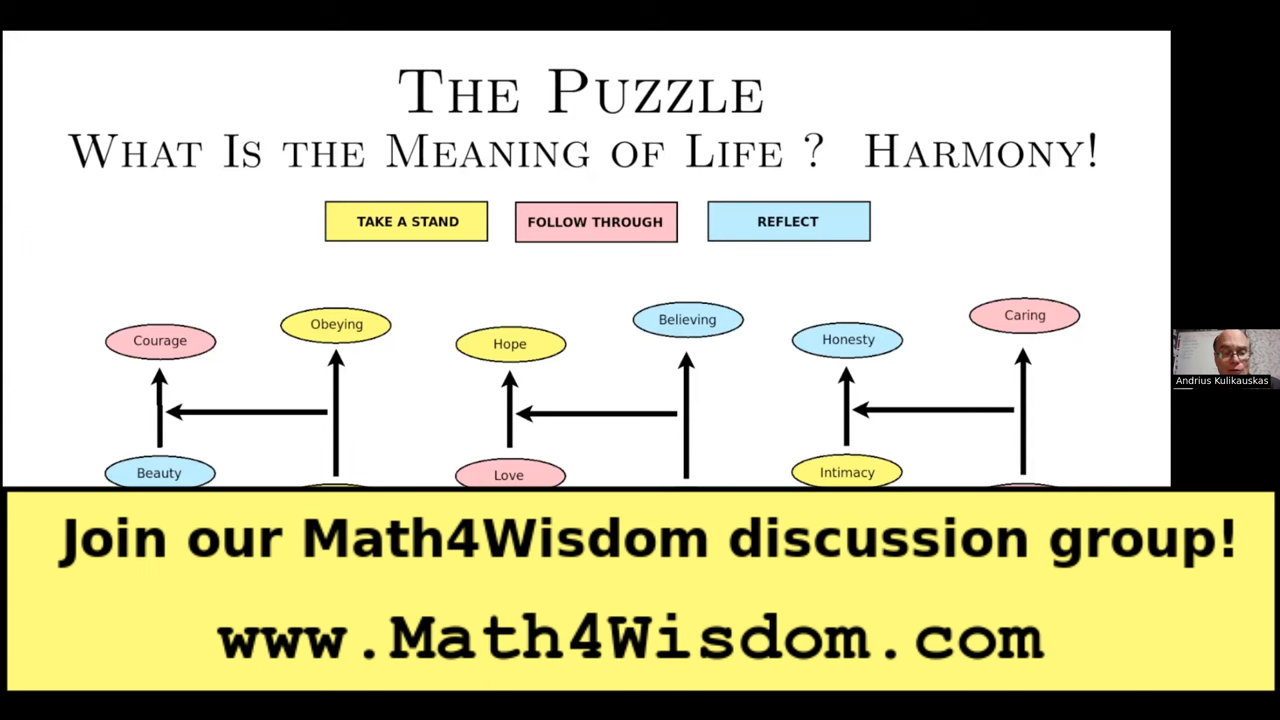 THE PUZZLE
WHAT IS THE MEANING OF LIFE ? HARMONY!
TAKE A STAND
FOLLOW THROUGH
REFLECT
Courage
Obeying
Hope
Believing
Honesty
Caring
Beauty
Love
Intimacy
Andrius Kulikauskas
Join our Math4Wisdom discussion group!
www.Math4Wisdom.com